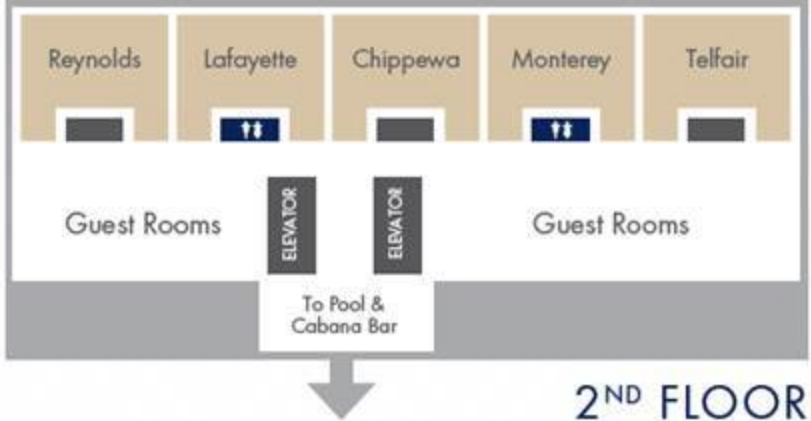 Reynolds
Lafayette
Chippewa
Monterey
Telfair
Guest Rooms
ELEVATOR
ELEVATOR
Guest Rooms
To Pool &
Cabana Bar
2ND FLOOR